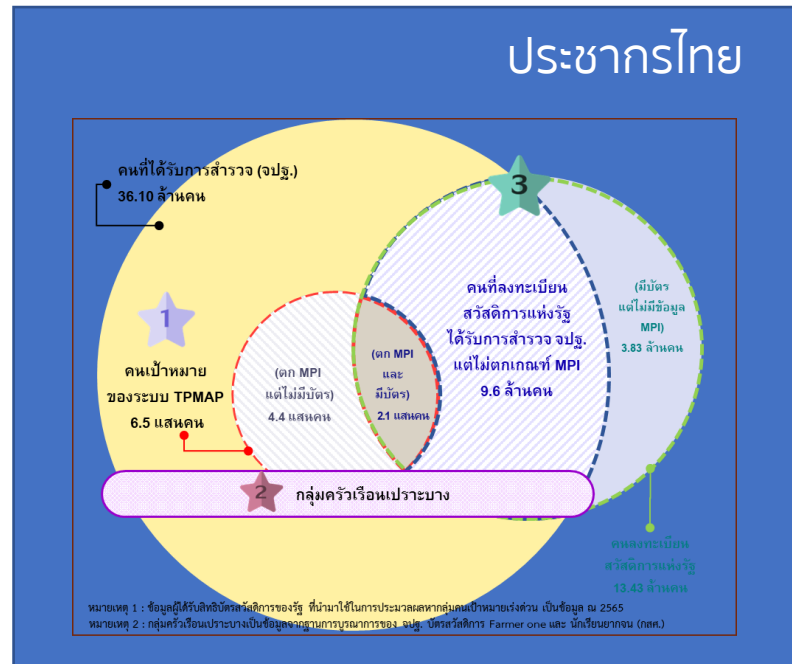 ประชากรไทย
คนที่ได้รับการสำรวจ (จปฐ.)
36.10 ล้านคน
3
1
คนเป้าหมาย
ของระบบ TPMAP
6.5 แสนคน
(ตก MPI
แต่ไม่มีบัตร)
4.4 แสนคน
(ตก MPI
และ
มีบัตร)
2.1 แสนคน
คนที่ลงทะเบียน
สวัสดิการแห่งรัฐ
ได้รับการสำรวจ จปฐ.
แต่ไม่ตกเกณฑ์ MPI
9.6 ล้านคน
(มีบัตร
แต่ไม่มีข้อมูล
MPI)
3.83 ล้านคน
2 กลุ่มครัวเรือนเปราะบาง
คนลงทะเบียน
สวัสดิการแห่งรัฐ
13.43 ล้านคน
หมายเหตุ 1 : ข้อมูลผู้ได้รับสิทธิบัตรสวัสดิการของรัฐ ที่นำมาใช้ในการประมวลผลหากลุ่มคนเป้าหมายเร่งด่วน เป็นข้อมูล ณ 2565
หมายเหตุ 2 : กลุ่มครัวเรือนเปราะบางเป็นข้อมูลจากฐานการบูรณาการของ จปฐ. บัตรสวัสดิการ Farmer one และ นักเรียนยากจน (กสศ.)